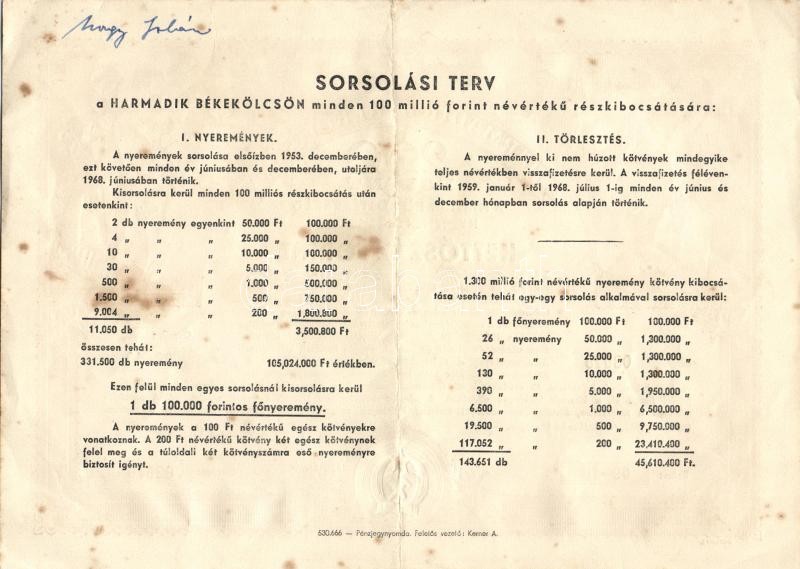 Nagy Zoltán
SORSOLÁSI TERV
a HARMADIK BÉKEKÖLCSÖN minden 100 millió forint névértékű részkibocsátására:
I. NYEREMÉNYEK.
A nyeremények sorsolása elsőízben 1953. decemberében,
ezt követően minden év júniusában és decemberében, utoljára
1968. júniusában történik.
Kisorsolásra kerül minden 100 milliós részkibocsátás után
esetenkint:
2 db nyeremény egyenkint 50.000 Ft 100.000 Ft
4 „ „ „ 25.000 „ 100.000 „
10 „ „ „ 10.000 „ 100.000 „
30 „ „ „ 5.000 „ 150.000 „
500 „ „ „ 1.000 „ 500.000 „
1.500 „ „ „ 500 „ 750.000 „
9.004 „ „ „ 200 „ 1,800.800 „
11.050 db 3,500.800 Ft
összesen tehát:
331.500 db nyeremény 105,024.000 Ft értékben.
Ezen felül minden egyes sorsolásnál kisorsolásra kerül
1 db 100.000 forintos főnyeremény.
A nyeremények a 100 Ft névértékű egész kötvényekre
vonatkoznak. A 200 Ft névértékű kötvény két egész kötvénynek
felel meg és a túloldali két kötvényszámra eső nyereményre
biztosít igényt.
II. TÖRLESZTÉS.
A nyereménnyel ki nem húzott kötvények mindegyike
teljes névértékben visszafizetésre kerül. A visszafizetés féléven-
kint 1959. január 1-től 1968. július 1-ig minden év június és
december hónapban sorsolás alapján történik.
1.300 millió forint névértékű nyeremény kötvény kibocsá-
tása esetén tehát egy-egy sorsolás alkalmával sorsolásra kerül:
1 db főnyeremény 100.000 Ft 100.000 Ft
26 „ nyeremény 50.000 „ 1,300.000 „
52 „ „ 25.000 „ 1,300.000 „
130 „ „ 10.000 „ 1,300.000 „
390 „ „ 5.000 „ 1,950.000 „
6.500 „ „ 1.000 „ 6,500.000 „
19.500 „ „ 500 „ 9,750.000 „
117.052 „ „ 200 „ 23,410.400 „
143.651 db 45,610.400 Ft.
530.666 — Pénzjegynyomda. Felelős vezető: Kerner A.